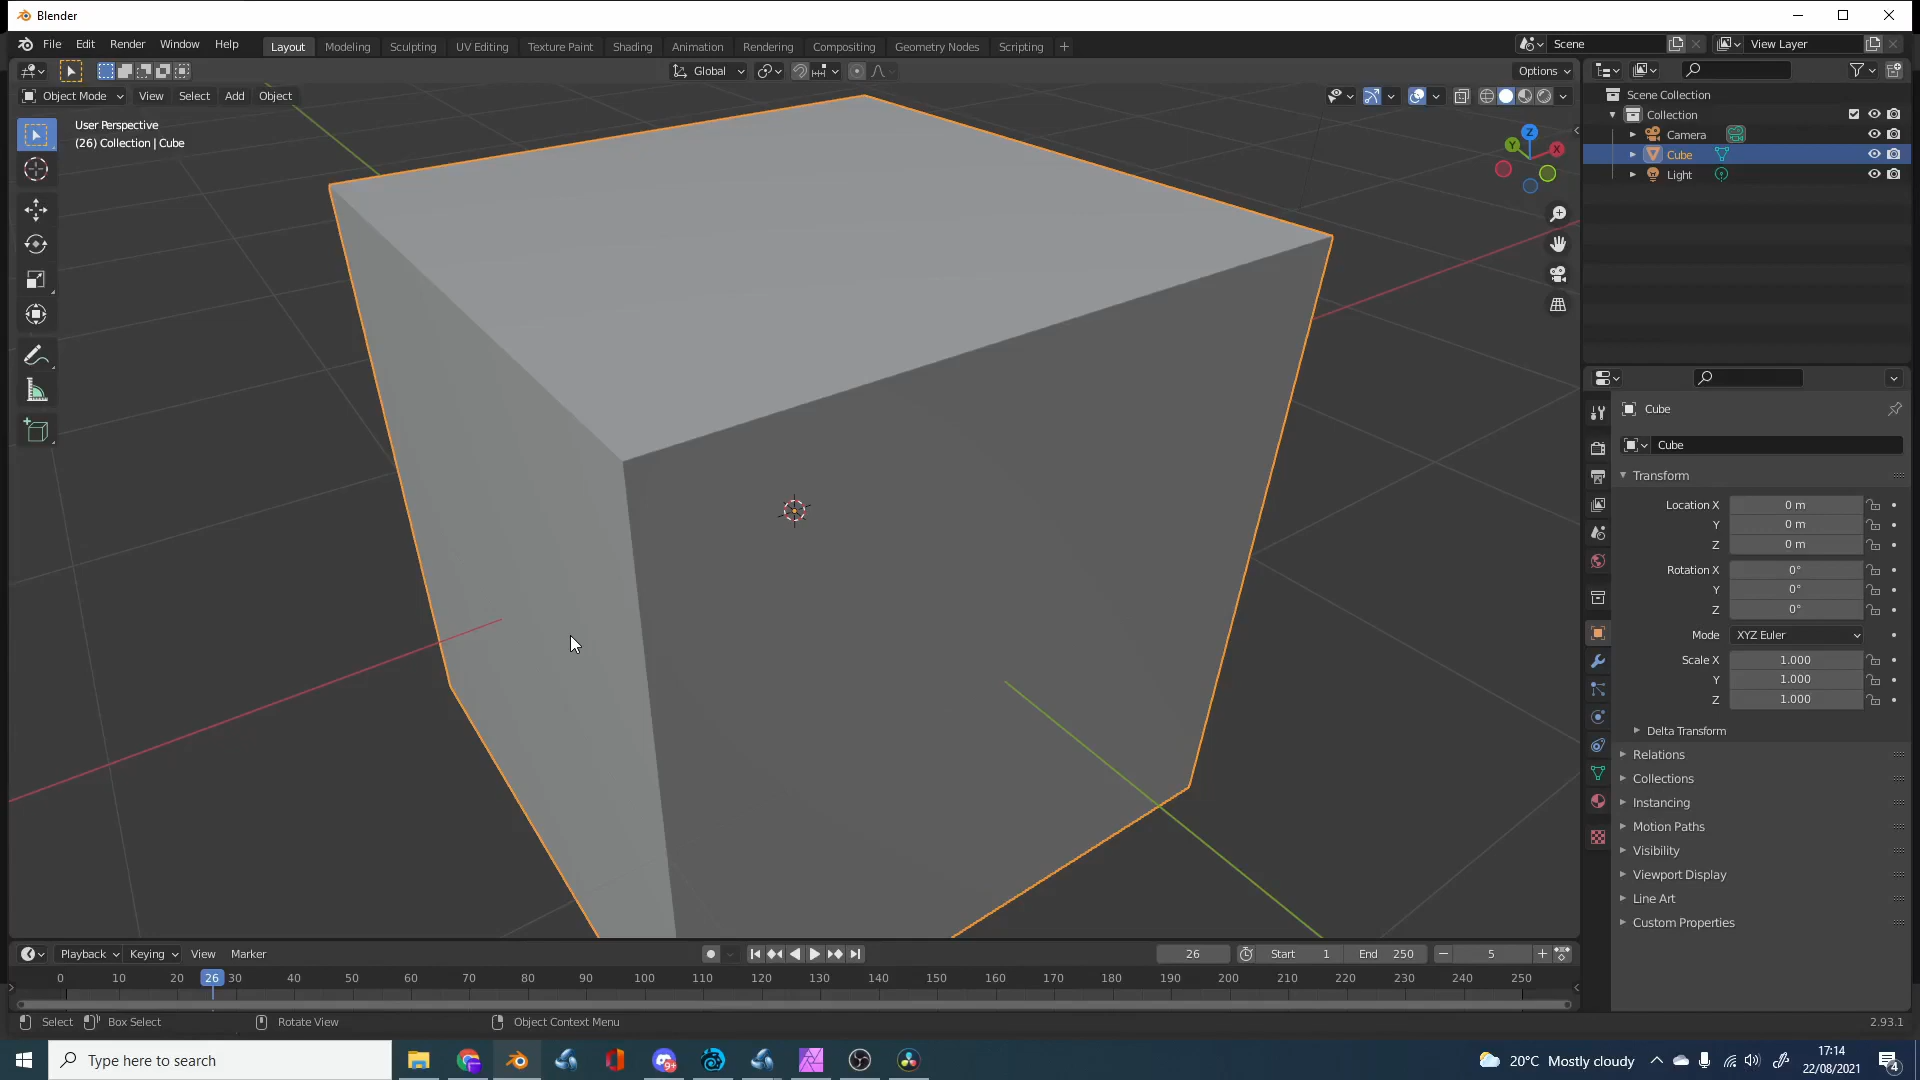 Blender
File Edit Render Window Help Layout Modeling Sculpting UV Editing Texture Paint Shading Animation Rendering Compositing Geometry Nodes Scripting + Scene View Layer
Global Options
Object Mode View Select Add Object
User Perspective
(26) Collection | Cube
Z
Y X
Scene Collection
Collection
Camera
Cube
Light
Cube
Cube
Transform
Location X 0 m
Y 0 m
Z 0 m
Rotation X 0°
Y 0°
Z 0°
Mode XYZ Euler
Scale X 1.000
Y 1.000
Z 1.000
Delta Transform
Relations
Collections
Instancing
Motion Paths
Visibility
Viewport Display
Line Art
Custom Properties
Playback Keying View Marker 26 Start 1 End 250 5
0 10 20 26 30 40 50 60 70 80 90 100 110 120 130 140 150 160 170 180 190 200 210 220 230 240 250
Select Box Select Rotate View Object Context Menu 2.93.1
Type here to search 9+ 20°C Mostly cloudy 17:14
22/08/2021 4